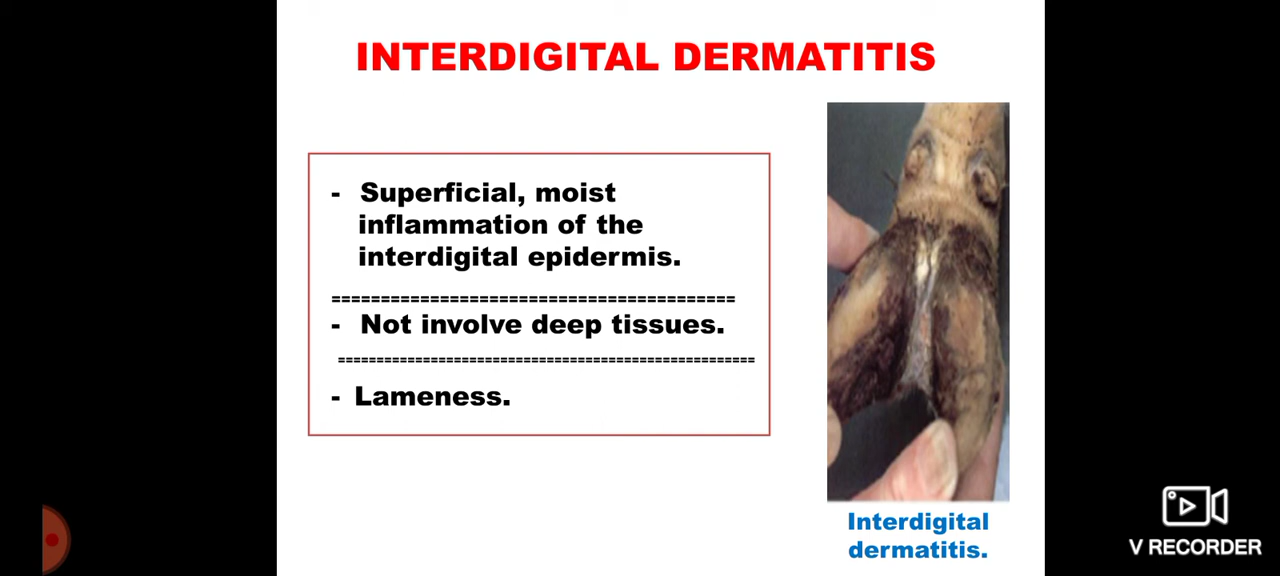 INTERDIGITAL DERMATITIS
- Superficial, moist
inflammation of the
interdigital epidermis.
=========================================
- Not involve deep tissues.
======================================================
- Lameness.
Interdigital
dermatitis.
V RECORDER